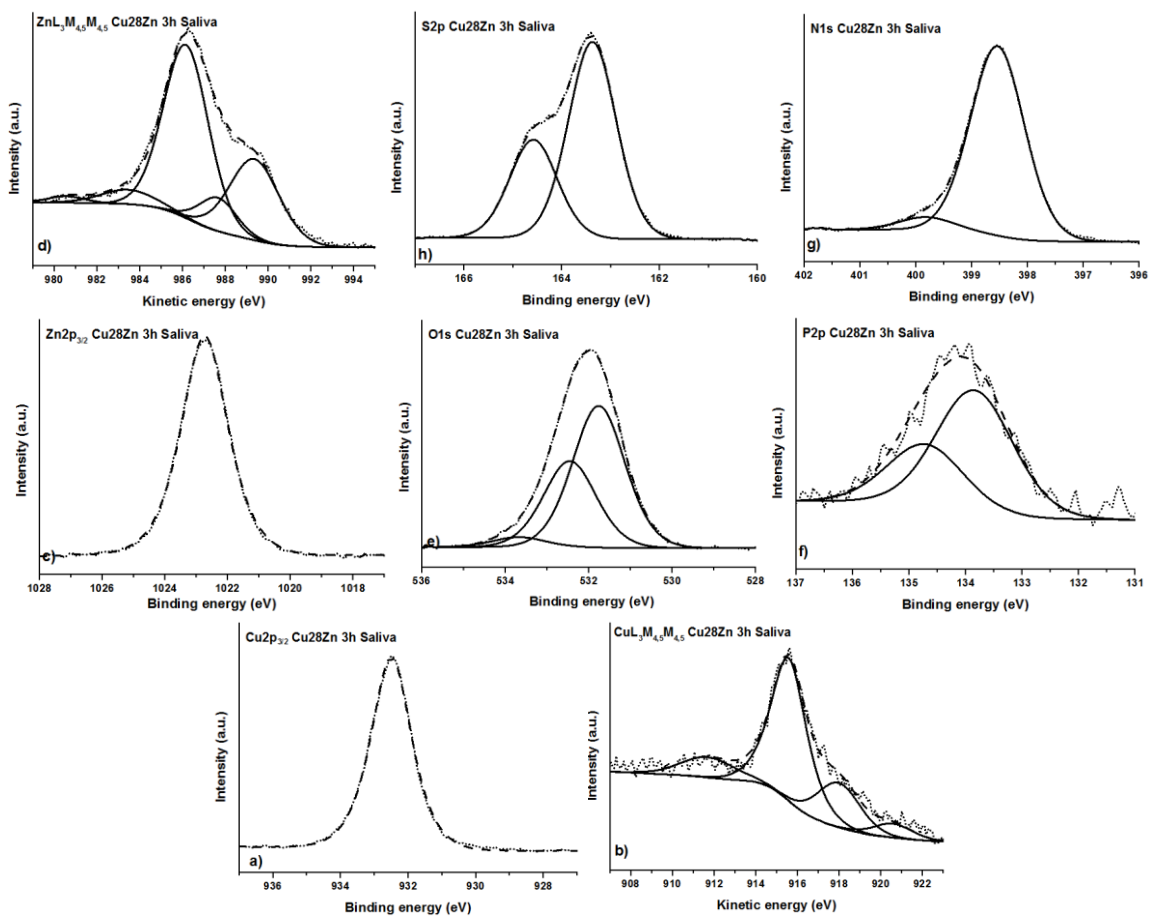 ZnL₃M₄,₅M₄,₅ Cu28Zn 3h Saliva
Intensity (a.u.)
d)
980 982 984 986 988 990 992 994
Kinetic energy (eV)
S2p Cu28Zn 3h Saliva
Intensity (a.u.)
h)
166 164 162 160
Binding energy (eV)
N1s Cu28Zn 3h Saliva
Intensity (a.u.)
g)
402 401 400 399 398 397 396
Binding energy (eV)
Zn2p₃/₂ Cu28Zn 3h Saliva
Intensity (a.u.)
c)
1028 1026 1024 1022 1020 1018
Binding energy (eV)
O1s Cu28Zn 3h Saliva
Intensity (a.u.)
e)
536 534 532 530 528
Binding energy (eV)
P2p Cu28Zn 3h Saliva
Intensity (a.u.)
f)
137 136 135 134 133 132 131
Binding energy (eV)
Cu2p₃/₂ Cu28Zn 3h Saliva
Intensity (a.u.)
a)
936 934 932 930 928
Binding energy (eV)
CuL₃M₄,₅M₄,₅ Cu28Zn 3h Saliva
Intensity (a.u.)
b)
908 910 912 914 916 918 920 922
Kinetic energy (eV)